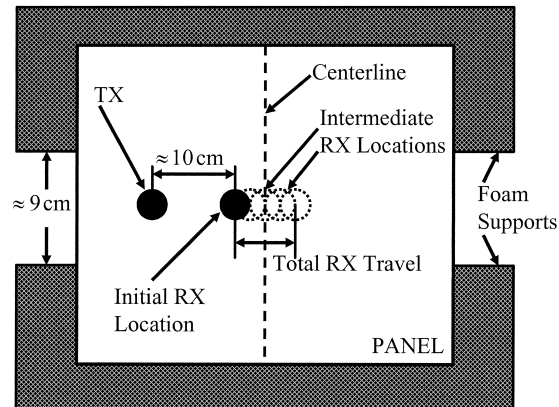 Centerline
TX
Intermediate
RX Locations
≈10 cm
≈ 9 cm
Foam
Supports
Total RX Travel
Initial RX
Location
PANEL